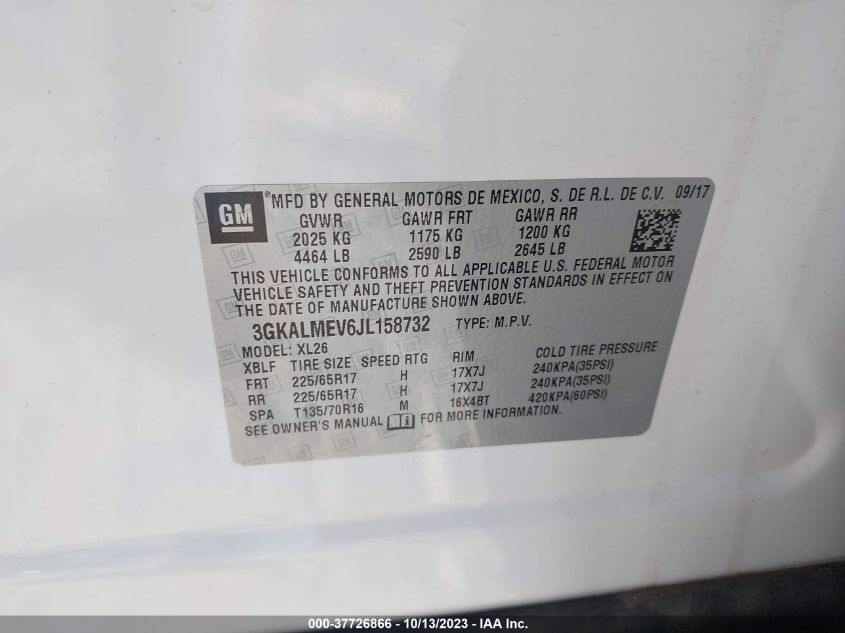 GM
®MFD BY GENERAL MOTORS DE MEXICO, S. DE R.L. DE C.V. 09/17
GVWR GAWR FRT GAWR RR
2025 KG 1175 KG 1200 KG
4464 LB 2590 LB 2645 LB
THIS VEHICLE CONFORMS TO ALL APPLICABLE U.S. FEDERAL MOTOR
VEHICLE SAFETY AND THEFT PREVENTION STANDARDS IN EFFECT ON
THE DATE OF MANUFACTURE SHOWN ABOVE.
3GKALMEV6JL158732 TYPE: M.P.V.
MODEL: XL26
XBLF TIRE SIZE SPEED RTG RIM COLD TIRE PRESSURE
FRT 225/65R17 H 17X7J 240KPA(35PSI)
RR 225/65R17 H 17X7J 240KPA(35PSI)
SPA T135/70R16 M 16X4BT 420KPA(60PSI)
SEE OWNER'S MANUAL FOR MORE INFORMATION
000-37726866 - 10/13/2023 - IAA Inc.